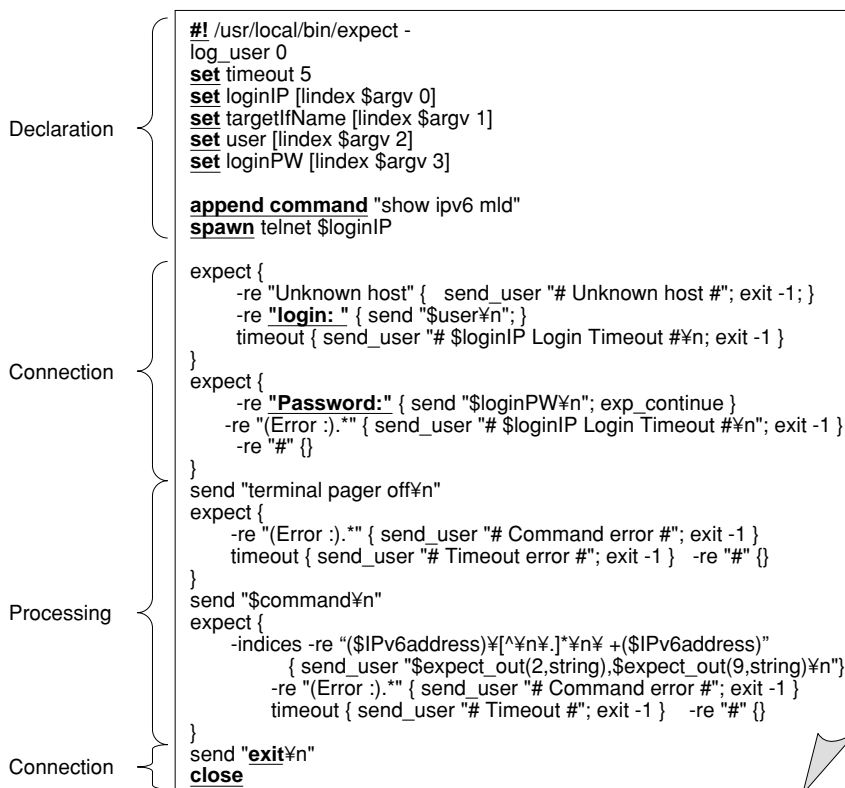 Declaration
#! /usr/local/bin/expect -
log_user 0
set timeout 5
set loginIP [lindex $argv 0]
set targetIfName [lindex $argv 1]
set user [lindex $argv 2]
set loginPW [lindex $argv 3]
append command "show ipv6 mld"
spawn telnet $loginIP
Connection
expect {
-re "Unknown host" { send_user "# Unknown host #"; exit -1; }
-re "login: " { send "$user¥n"; }
timeout { send_user "# $loginIP Login Timeout #¥n; exit -1 }
}
expect {
-re "Password:" { send "$loginPW¥n"; exp_continue }
-re "(Error :).*" { send_user "# $loginIP Login Timeout #¥n"; exit -1 }
-re "#" {}
}
Processing
send "terminal pager off¥n"
expect {
-re "(Error :).*" { send_user "# Command error #"; exit -1 }
timeout { send_user "# Timeout error #"; exit -1 } -re "#" {}
}
send "$command¥n"
expect {
-indices -re “($IPv6address)¥[^¥n¥.]*¥n¥ +($IPv6address)”
{ send_user "$expect_out(2,string),$expect_out(9,string)¥n"}
-re "(Error :).*" { send_user "# Command error #"; exit -1 }
timeout { send_user "# Timeout #"; exit -1 } -re "#" {}
}
Connection
send "exit¥n"
close